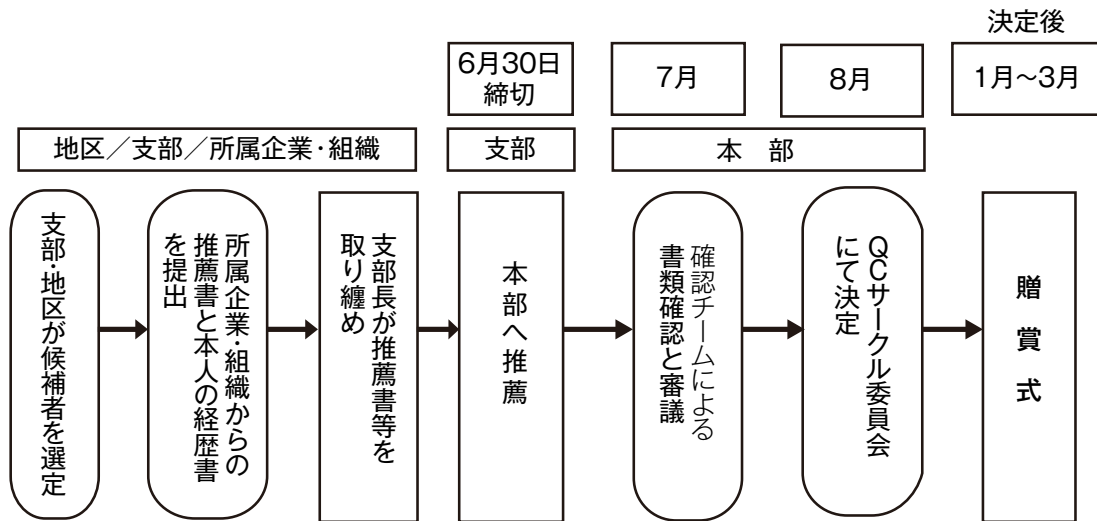 決定後
6月30日
締切
7月
8月
1月～3月
地区／支部／所属企業・組織
支部
本　部
支部・地区が候補者を選定
所属企業・組織からの
推薦書と本人の経歴書
を提出
支部長が推薦書等を
取り纏め
本部へ推薦
確認チームによる
書類確認と審議
QCサークル委員会
にて決定
贈賞式